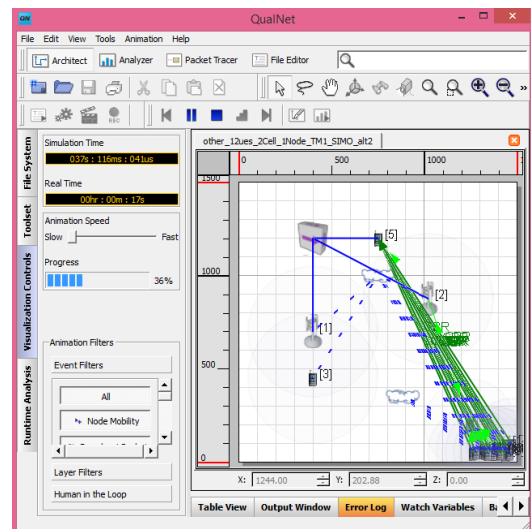 QN QualNet
File Edit View Tools Animation Help
Architect Analyzer Packet Tracer File Editor
REC
File System
Toolset
Visualization Controls
Runtime Analysis
Simulation Time
037s : 116ms : 041us
Real Time
00hr : 00m : 17s
Animation Speed
Slow Fast
Progress
36%
Animation Filters
Event Filters
All
Node Mobility
Layer Filters
Human in the Loop
other_12ues_2Cell_1Node_TM1_SIMO_alt2
0 500 1000
1500
1000
500
0
[5]
[2]
[1]
[3]
X: 1244.00 Y: 202.88 Z: 0.00
Table View Output Window Error Log Watch Variables